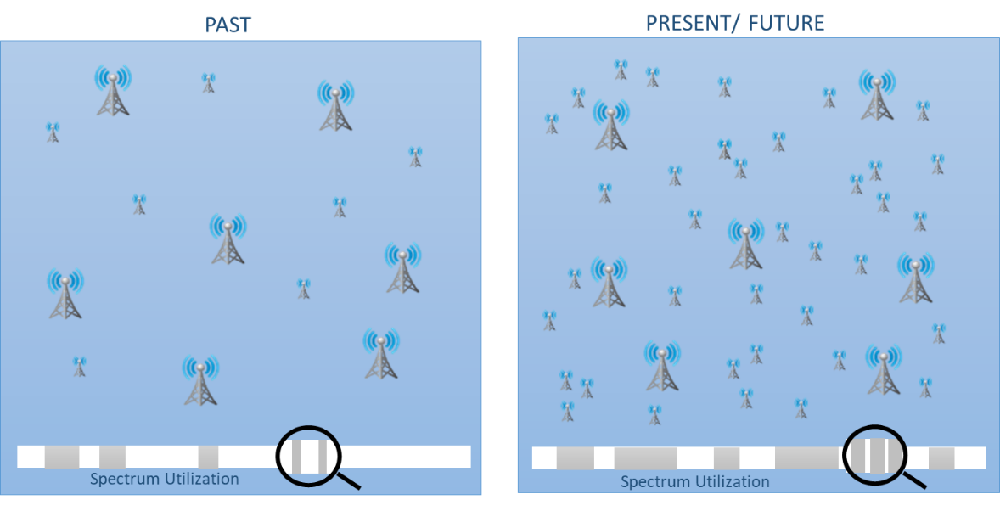 PAST
PRESENT/ FUTURE
Spectrum Utilization
Spectrum Utilization